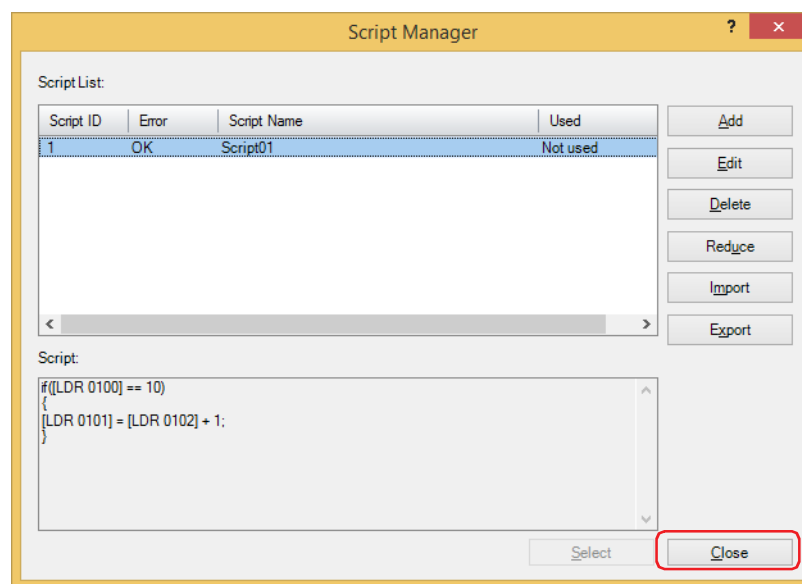 Script Manager
?
Script List:
Script ID Error Script Name Used
1 OK Script01 Not used
Add
Edit
Delete
Reduce
Import
Export
Script:
if([LDR 0100] == 10)
{
[LDR 0101] = [LDR 0102] + 1;
}
Select
Close